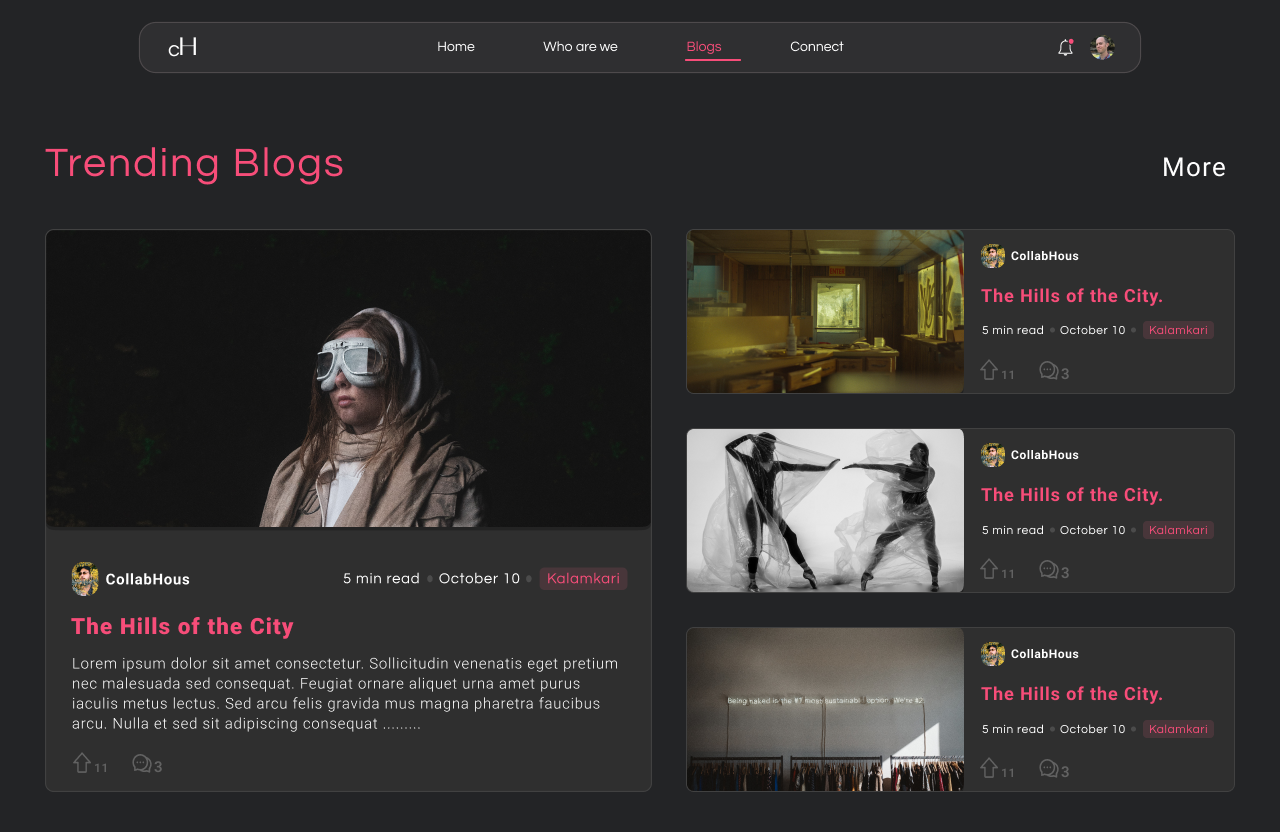 cH
Home
Who are we
Blogs
Connect
Trending Blogs
More
CollabHous
5 min read
October 10
Kalamkari
The Hills of the City
Lorem ipsum dolor sit amet consectetur. Sollicitudin venenatis eget pretium
nec malesuada sed consequat. Feugiat ornare aliquet urna amet purus
iaculis metus lectus. Sed arcu felis gravida mus magna pharetra faucibus
arcu. Nulla et sed sit adipiscing consequat .........
11
3
CollabHous
The Hills of the City.
5 min read
October 10
Kalamkari
11
3
CollabHous
The Hills of the City.
5 min read
October 10
Kalamkari
11
3
Being naked is the #1 most sustainable option. We're #2.
CollabHous
The Hills of the City.
5 min read
October 10
Kalamkari
11
3